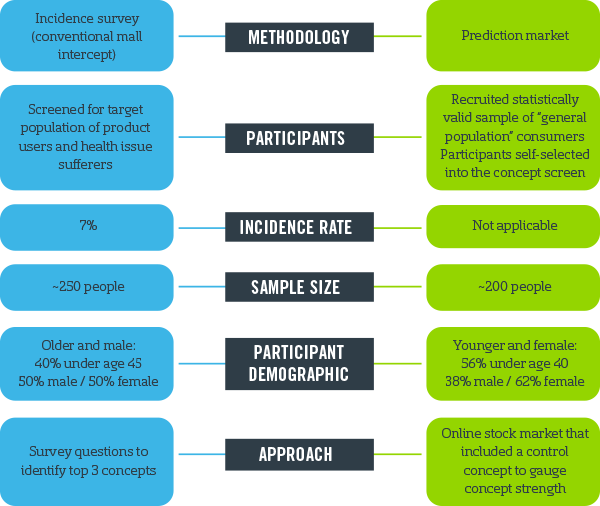 Incidence survey
(conventional mall
intercept)
METHODOLOGY
Prediction market
Screened for target
population of product
users and health issue
sufferers
PARTICIPANTS
Recruited statistically
valid sample of "general
population" consumers
Participants self-selected
into the concept screen
7%
INCIDENCE RATE
Not applicable
~250 people
SAMPLE SIZE
~200 people
Older and male:
40% under age 45
50% male / 50% female
PARTICIPANT
DEMOGRAPHIC
Younger and female:
56% under age 40
38% male / 62% female
Survey questions to
identify top 3 concepts
APPROACH
Online stock market that
included a control
concept to gauge
concept strength